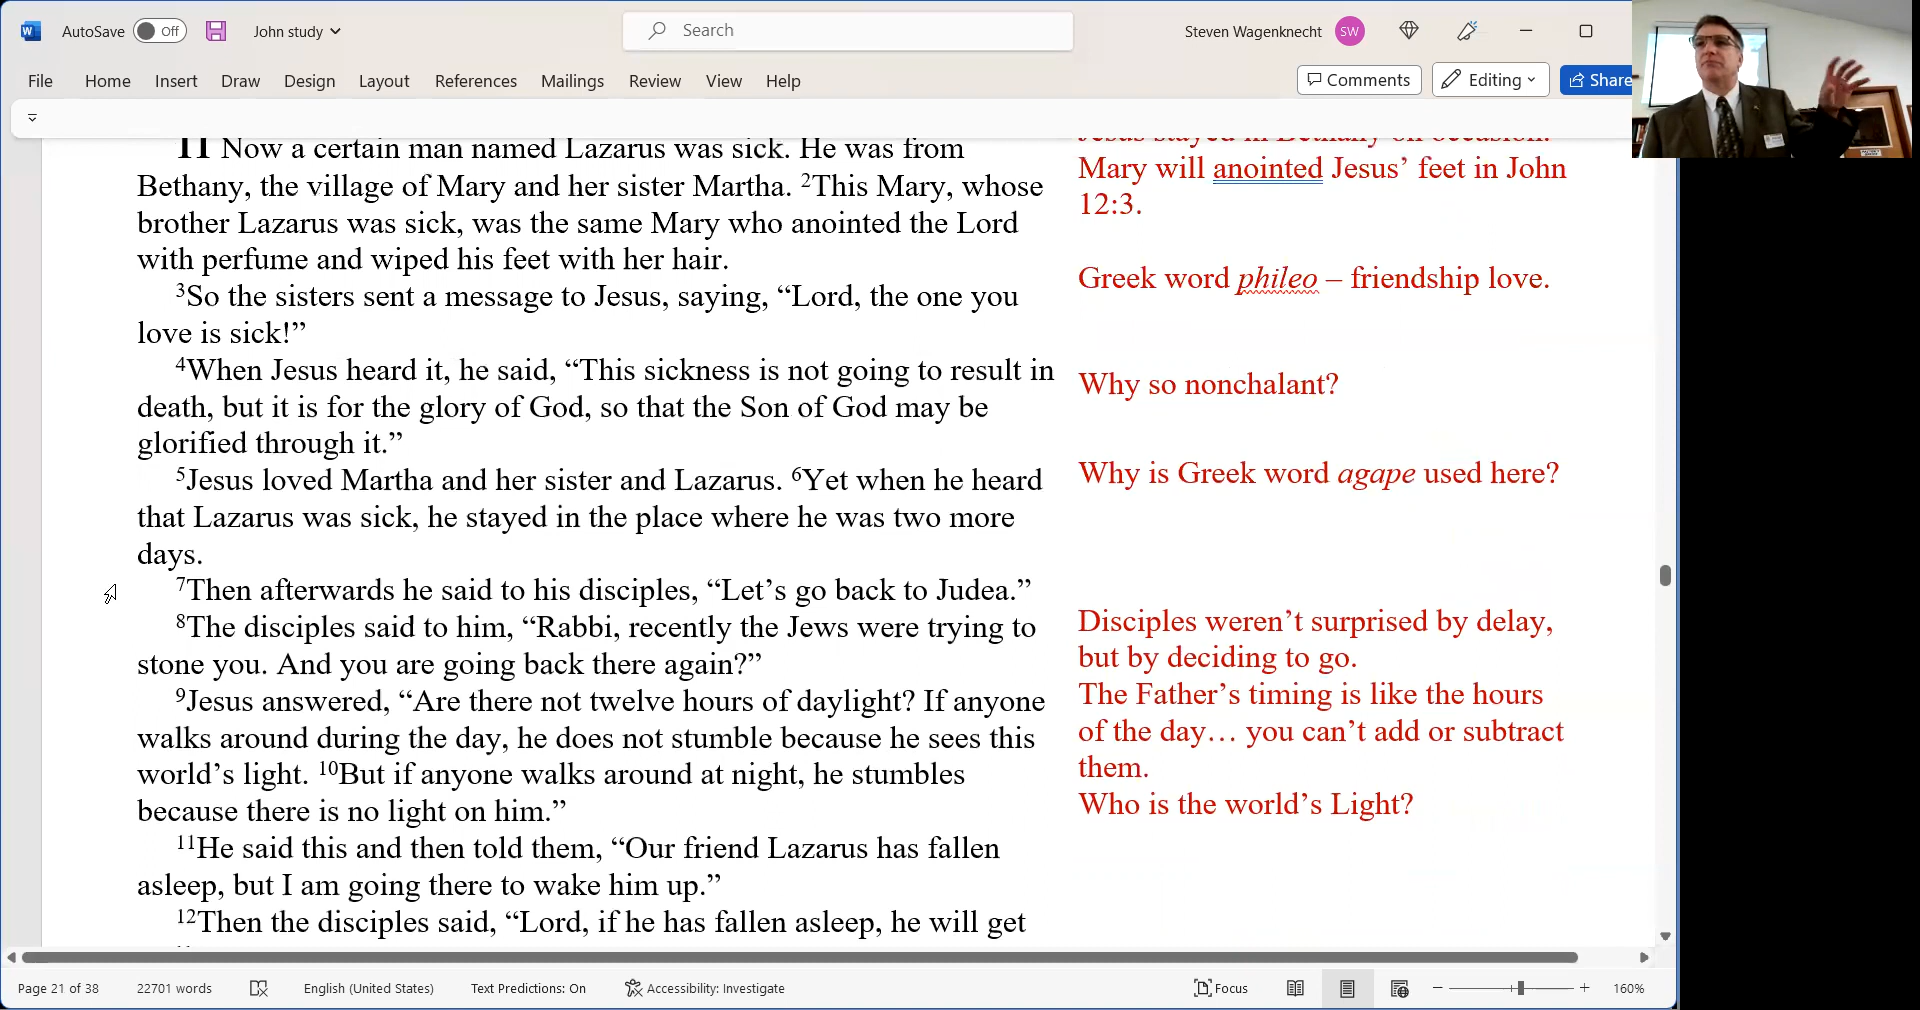 AutoSave Off John study Search Steven Wagenknecht SW
File Home Insert Draw Design Layout References Mailings Review View Help Comments Editing Share
11 Now a certain man named Lazarus was sick. He was from
Bethany, the village of Mary and her sister Martha. 2This Mary, whose
brother Lazarus was sick, was the same Mary who anointed the Lord
with perfume and wiped his feet with her hair.
3So the sisters sent a message to Jesus, saying, “Lord, the one you
love is sick!”
4When Jesus heard it, he said, “This sickness is not going to result in
death, but it is for the glory of God, so that the Son of God may be
glorified through it.”
5Jesus loved Martha and her sister and Lazarus. 6Yet when he heard
that Lazarus was sick, he stayed in the place where he was two more
days.
7Then afterwards he said to his disciples, “Let’s go back to Judea.”
8The disciples said to him, “Rabbi, recently the Jews were trying to
stone you. And you are going back there again?”
9Jesus answered, “Are there not twelve hours of daylight? If anyone
walks around during the day, he does not stumble because he sees this
world’s light. 10But if anyone walks around at night, he stumbles
because there is no light on him.”
11He said this and then told them, “Our friend Lazarus has fallen
asleep, but I am going there to wake him up.”
12Then the disciples said, “Lord, if he has fallen asleep, he will get
Jesus stayed in Bethany on occasion.
Mary will anointed Jesus’ feet in John
12:3.
Greek word phileo – friendship love.
Why so nonchalant?
Why is Greek word agape used here?
Disciples weren’t surprised by delay,
but by deciding to go.
The Father’s timing is like the hours
of the day… you can’t add or subtract
them.
Who is the world’s Light?
Page 21 of 38 22701 words English (United States) Text Predictions: On Accessibility: Investigate Focus 160%